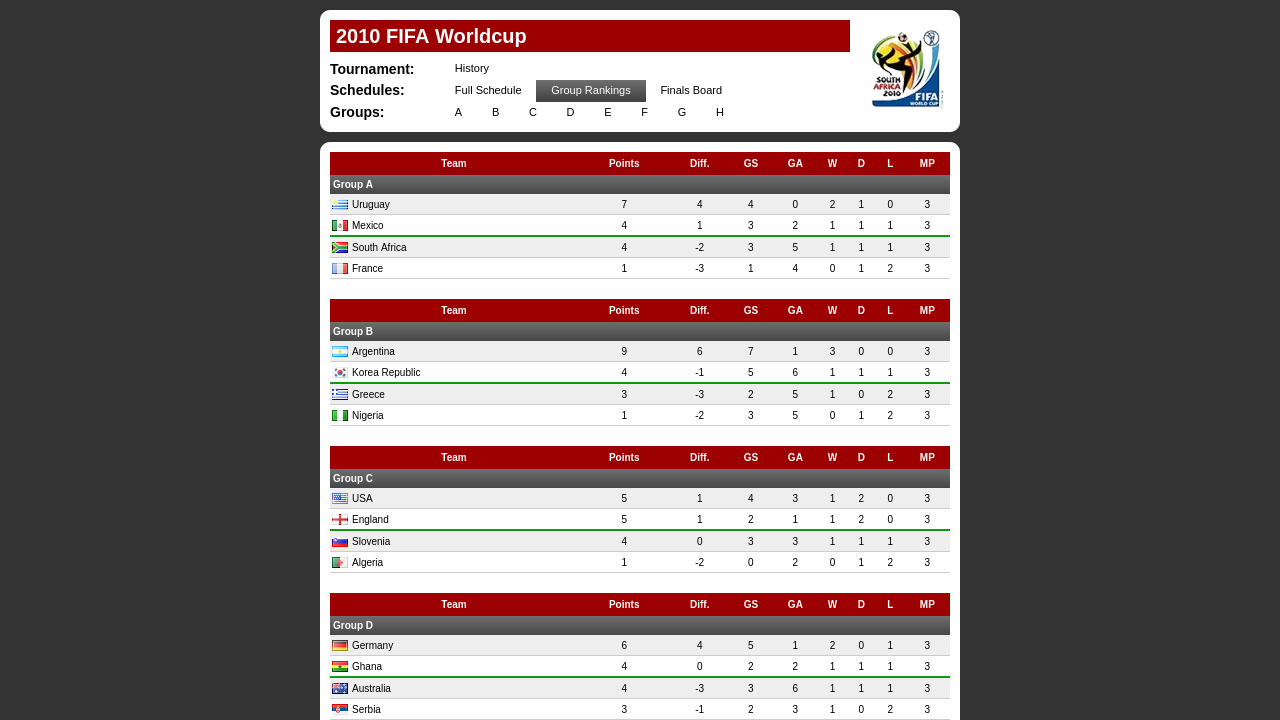 2010 FIFA Worldcup
Tournament: History
Schedules: Full Schedule Group Rankings Finals Board
Groups: A B C D E F G H
SOUTH
AFRICA
2010
FIFA
WORLD CUP
Team Points Diff. GS GA W D L MP
Group A
Uruguay 7 4 4 0 2 1 0 3
Mexico 4 1 3 2 1 1 1 3
South Africa 4 -2 3 5 1 1 1 3
France 1 -3 1 4 0 1 2 3
Team Points Diff. GS GA W D L MP
Group B
Argentina 9 6 7 1 3 0 0 3
Korea Republic 4 -1 5 6 1 1 1 3
Greece 3 -3 2 5 1 0 2 3
Nigeria 1 -2 3 5 0 1 2 3
Team Points Diff. GS GA W D L MP
Group C
USA 5 1 4 3 1 2 0 3
England 5 1 2 1 1 2 0 3
Slovenia 4 0 3 3 1 1 1 3
Algeria 1 -2 0 2 0 1 2 3
Team Points Diff. GS GA W D L MP
Group D
Germany 6 4 5 1 2 0 1 3
Ghana 4 0 2 2 1 1 1 3
Australia 4 -3 3 6 1 1 1 3
Serbia 3 -1 2 3 1 0 2 3